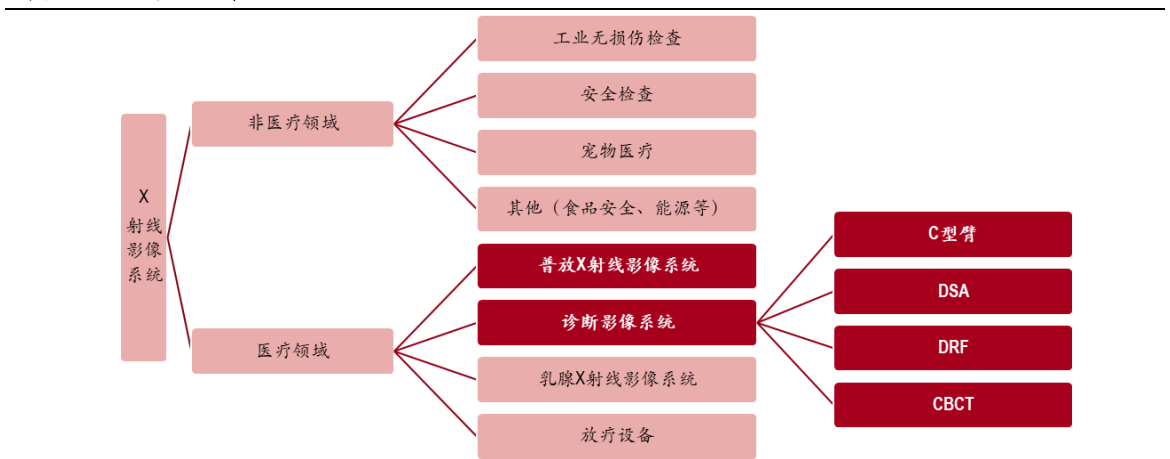 X
射线
影像
系统
非医疗领域
医疗领域
工业无损伤检查
安全检查
宠物医疗
其他（食品安全、能源等）
普放X射线影像系统
诊断影像系统
乳腺X射线影像系统
放疗设备
C型臂
DSA
DRF
CBCT